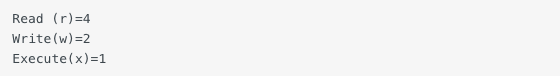 Read (r)=4
Write(w)=2
Execute(x)=1